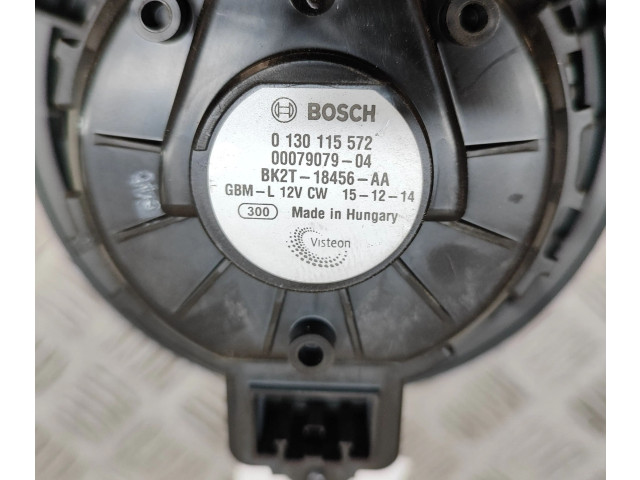 BOSCH
0 130 115 572
00079079-04
BK2T-18456-AA
GBM-L 12V CW 15-12-14
300 Made in Hungary
Visteon